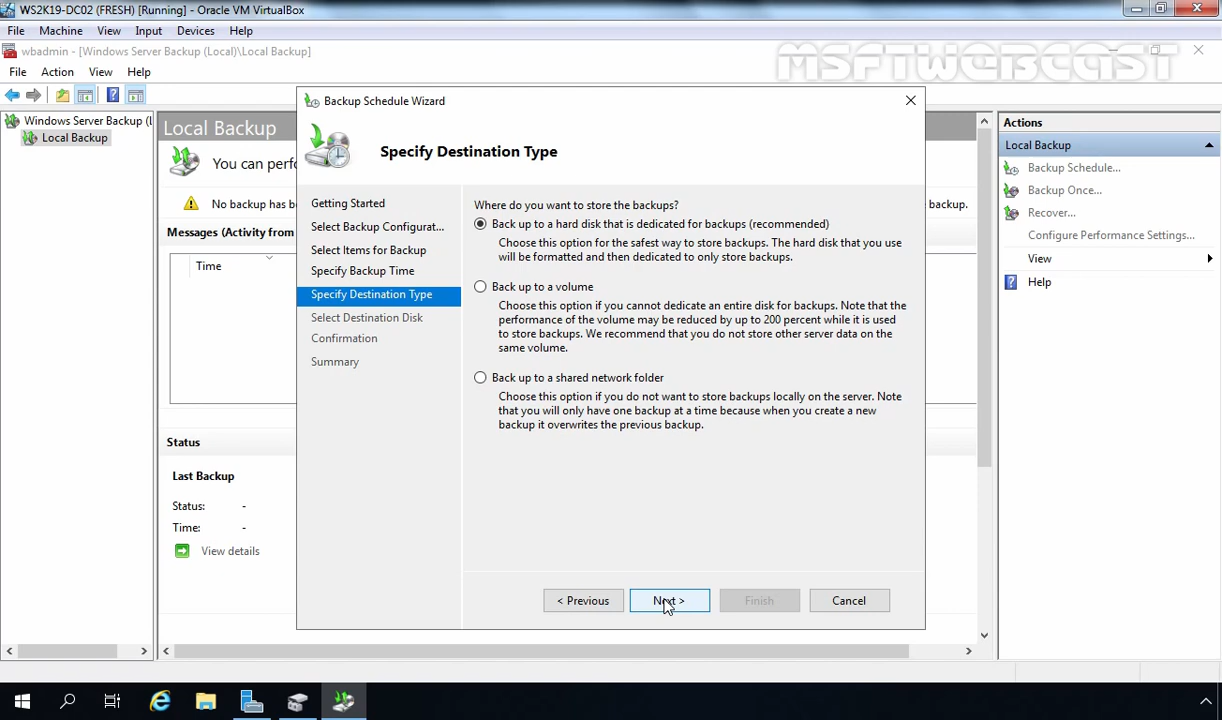 WS2K19-DC02 (FRESH) [Running] - Oracle VM VirtualBox
File Machine View Input Devices Help
wbadmin - [Windows Server Backup (Local)\Local Backup]
MSFTWEBCAST
File Action View Help
Windows Server Backup (L
Local Backup
Local Backup
You can perf
No backup has be
backup.
Messages (Activity from
Time
Status
Last Backup
Status: -
Time: -
View details
Backup Schedule Wizard
Specify Destination Type
Getting Started
Select Backup Configurat...
Select Items for Backup
Specify Backup Time
Specify Destination Type
Select Destination Disk
Confirmation
Summary
Where do you want to store the backups?
Back up to a hard disk that is dedicated for backups (recommended)
Choose this option for the safest way to store backups. The hard disk that you use
will be formatted and then dedicated to only store backups.
Back up to a volume
Choose this option if you cannot dedicate an entire disk for backups. Note that the
performance of the volume may be reduced by up to 200 percent while it is used
to store backups. We recommend that you do not store other server data on the
same volume.
Back up to a shared network folder
Choose this option if you do not want to store backups locally on the server. Note
that you will only have one backup at a time because when you create a new
backup it overwrites the previous backup.
< Previous Next > Finish Cancel
Actions
Local Backup
Backup Schedule...
Backup Once...
Recover...
Configure Performance Settings...
View
Help